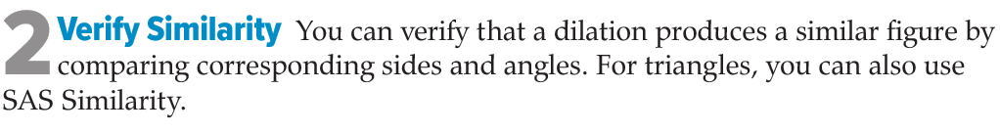 2 Verify Similarity You can verify that a dilation produces a similar figure by
comparing corresponding sides and angles. For triangles, you can also use
SAS Similarity.